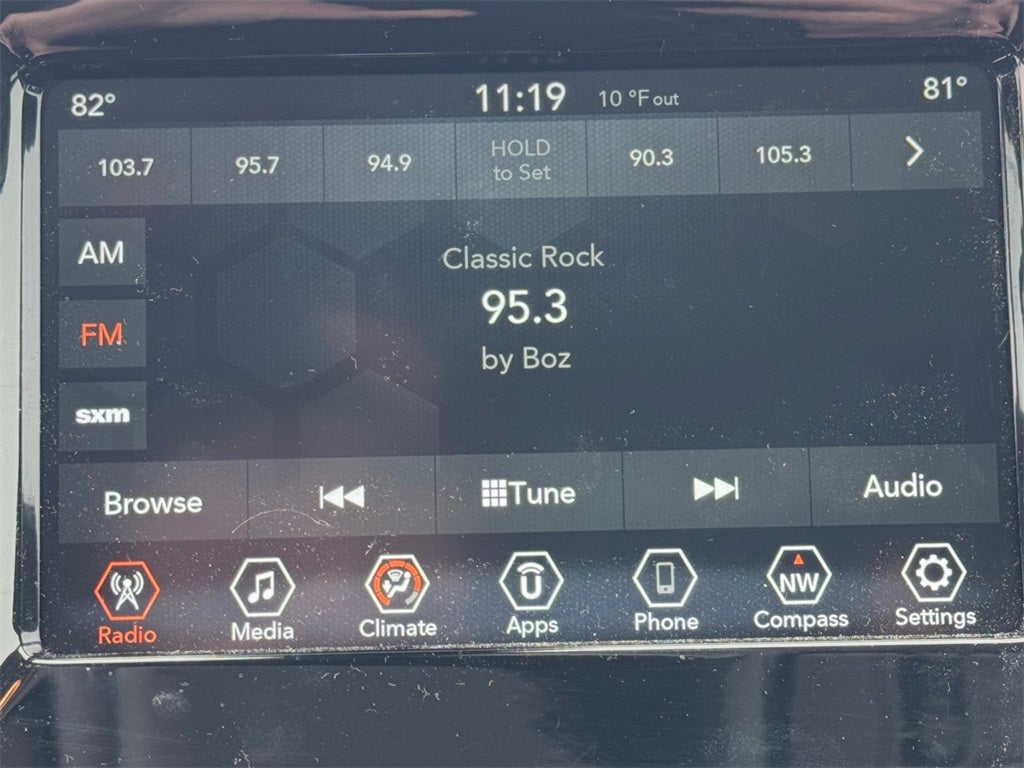 82° 11:19 10 °F out 81°
103.7 95.7 94.9 HOLD to Set 90.3 105.3
AM
Classic Rock
95.3
FM
by Boz
sxm
Browse Tune Audio
NW
Radio Media Climate Apps Phone Compass Settings